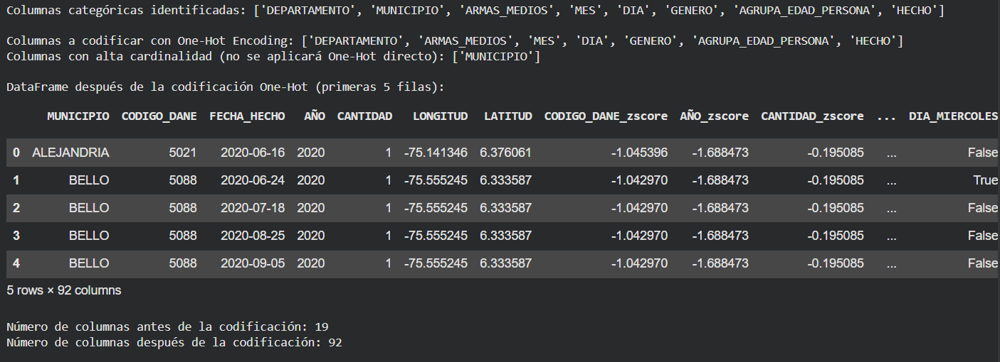 Columnas categóricas identificadas: ['DEPARTAMENTO', 'MUNICIPIO', 'ARMAS_MEDIOS', 'MES', 'DIA', 'GENERO', 'AGRUPA_EDAD_PERSONA', 'HECHO']
Columnas a codificar con One-Hot Encoding: ['DEPARTAMENTO', 'ARMAS_MEDIOS', 'MES', 'DIA', 'GENERO', 'AGRUPA_EDAD_PERSONA', 'HECHO']
Columnas con alta cardinalidad (no se aplicará One-Hot directo): ['MUNICIPIO']
DataFrame después de la codificación One-Hot (primeras 5 filas):
MUNICIPIO CODIGO_DANE FECHA_HECHO AÑO CANTIDAD LONGITUD LATITUD CODIGO_DANE_zscore AÑO_zscore CANTIDAD_zscore ... DIA_MIERCOLES
0 ALEJANDRIA 5021 2020-06-16 2020 1 -75.141346 6.376061 -1.045396 -1.688473 -0.195085 ... False
1 BELLO 5088 2020-06-24 2020 1 -75.555245 6.333587 -1.042970 -1.688473 -0.195085 ... True
2 BELLO 5088 2020-07-18 2020 1 -75.555245 6.333587 -1.042970 -1.688473 -0.195085 ... False
3 BELLO 5088 2020-08-25 2020 1 -75.555245 6.333587 -1.042970 -1.688473 -0.195085 ... False
4 BELLO 5088 2020-09-05 2020 1 -75.555245 6.333587 -1.042970 -1.688473 -0.195085 ... False
5 rows × 92 columns
Número de columnas antes de la codificación: 19
Número de columnas después de la codificación: 92